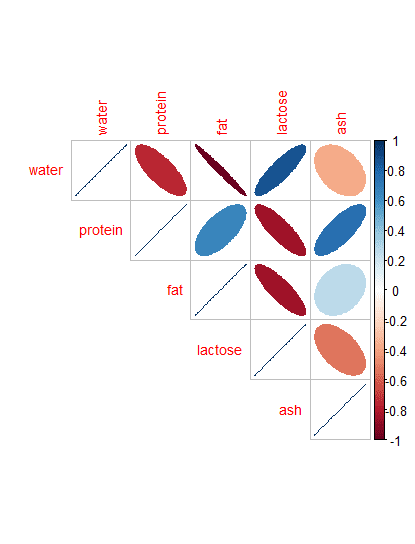 water
protein
fat
lactose
ash
water
protein
fat
lactose
ash
1
0.8
0.6
0.4
0.2
0
-0.2
-0.4
-0.6
-0.8
-1